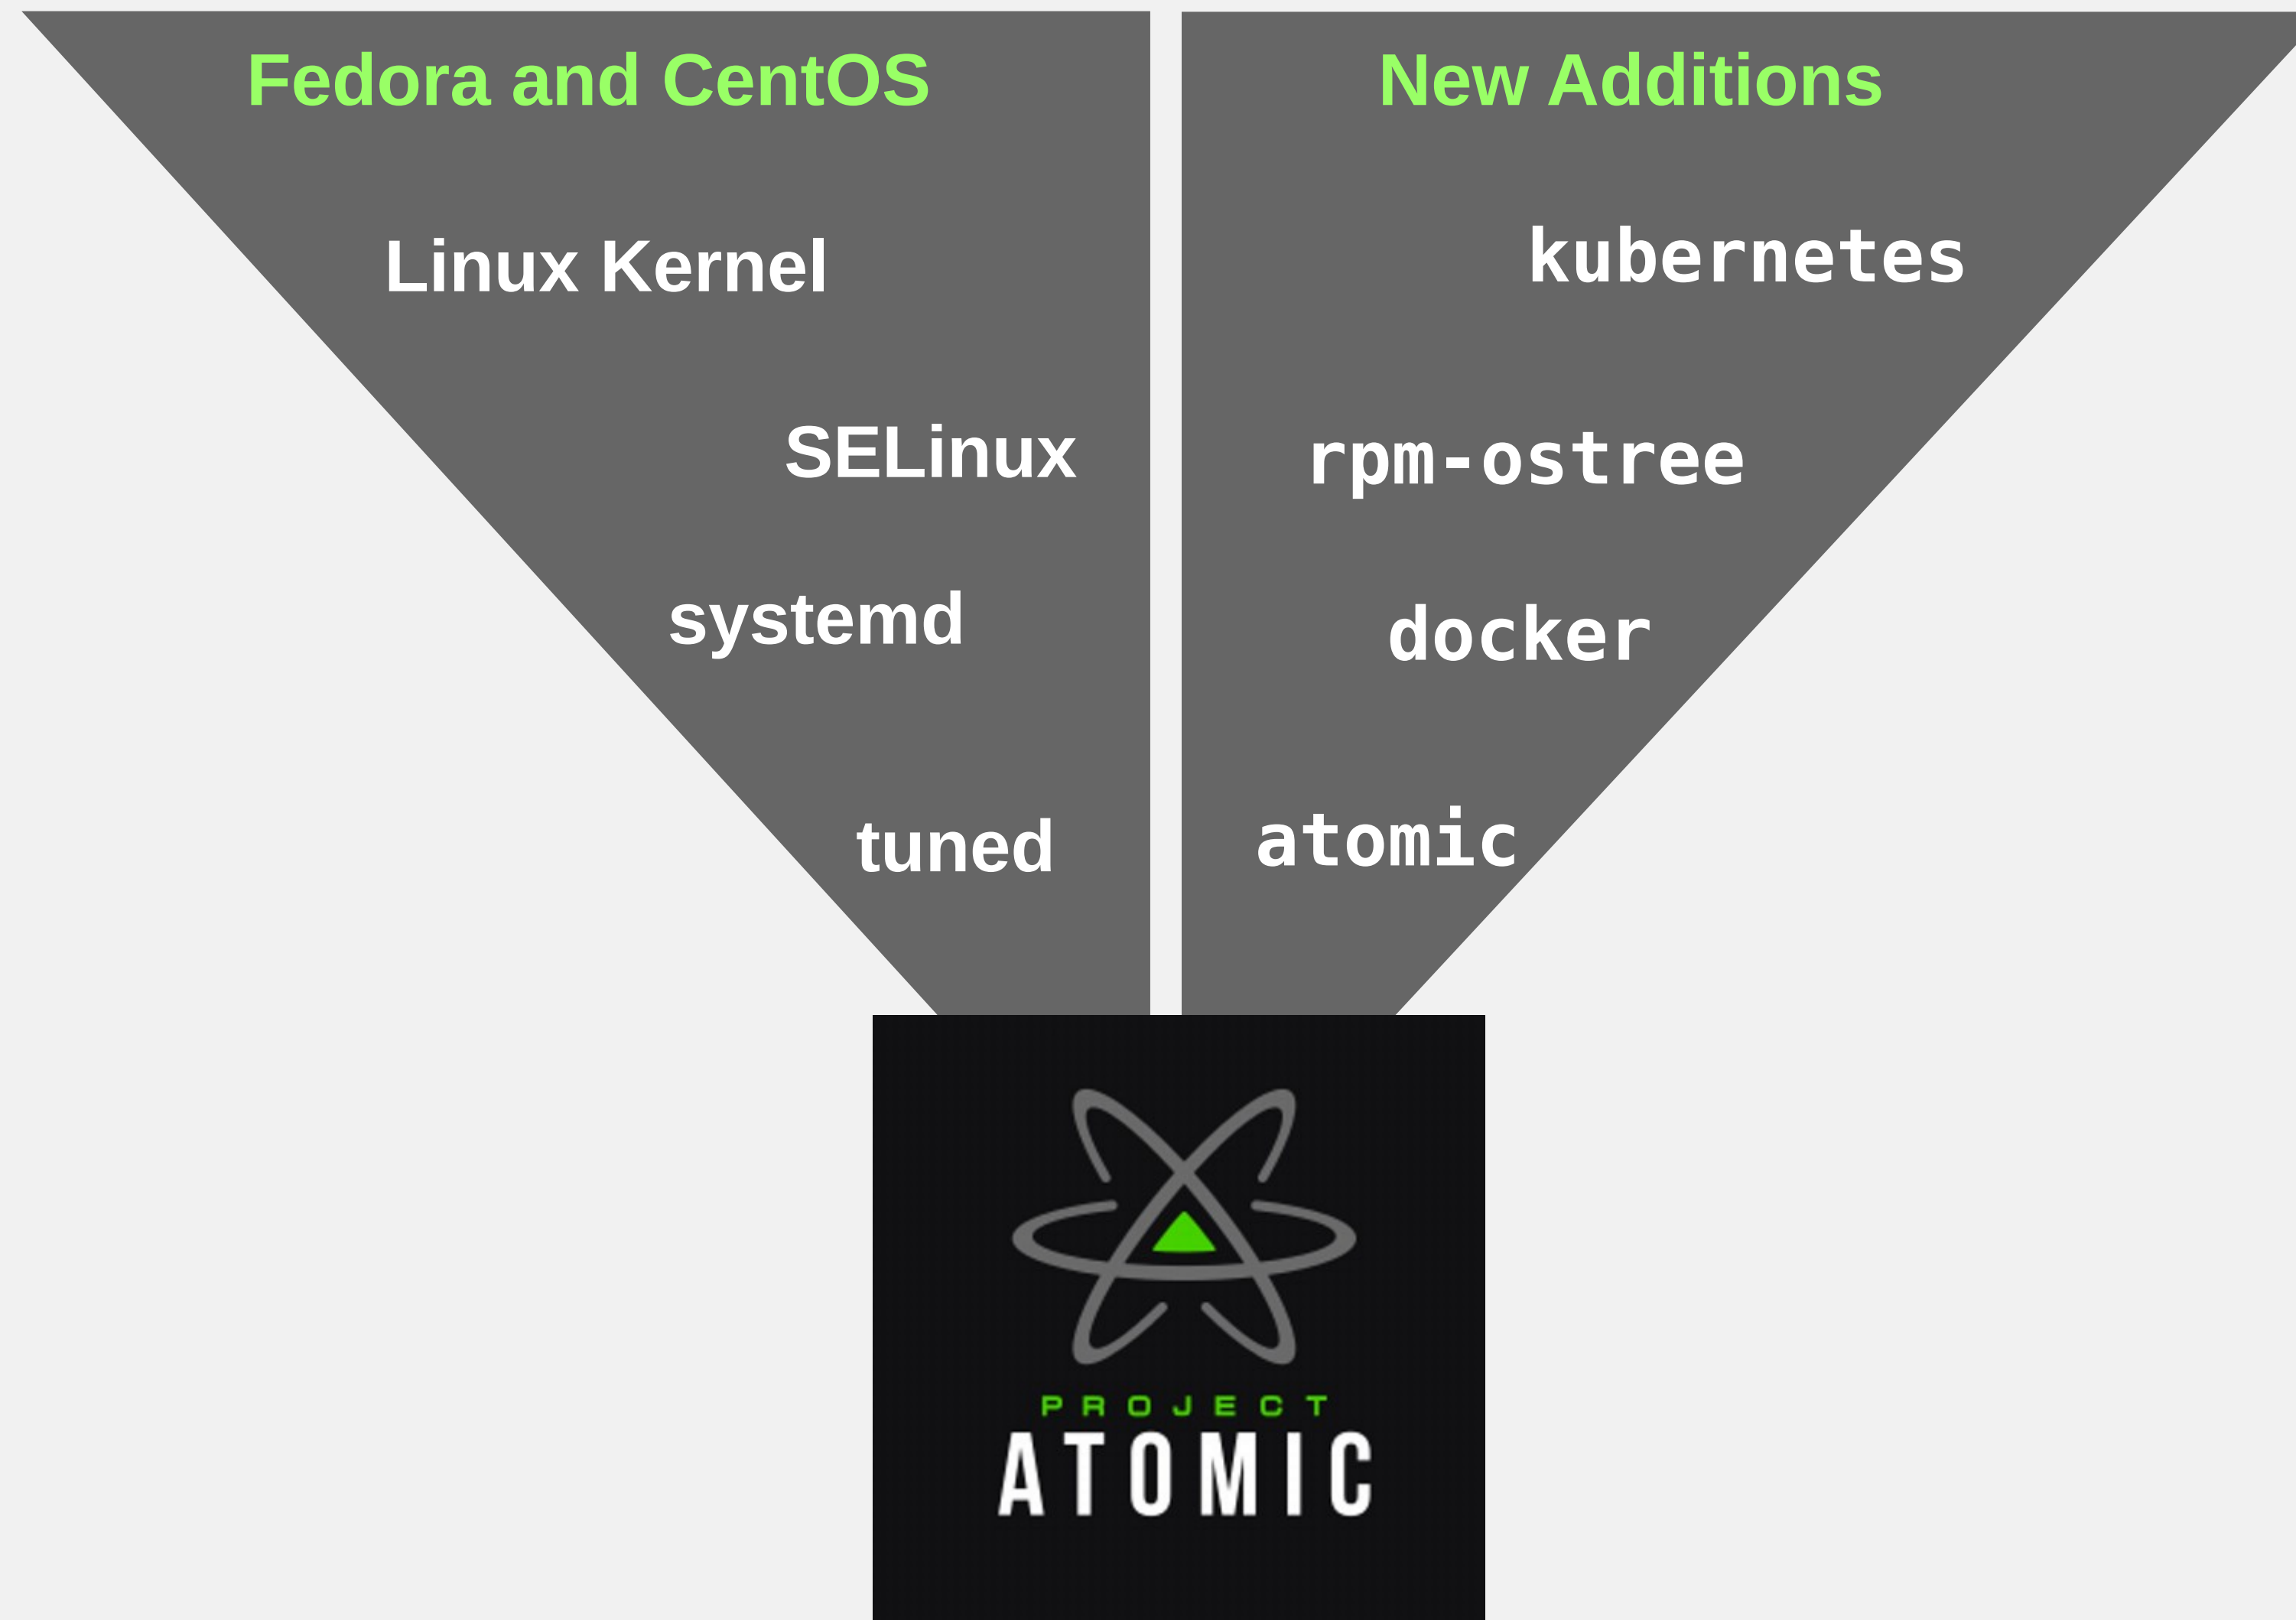 Fedora and CentOS
Linux Kernel
SELinux
systemd
tuned
New Additions
kubernetes
rpm-ostree
docker
atomic
PROJECT
ATOMIC